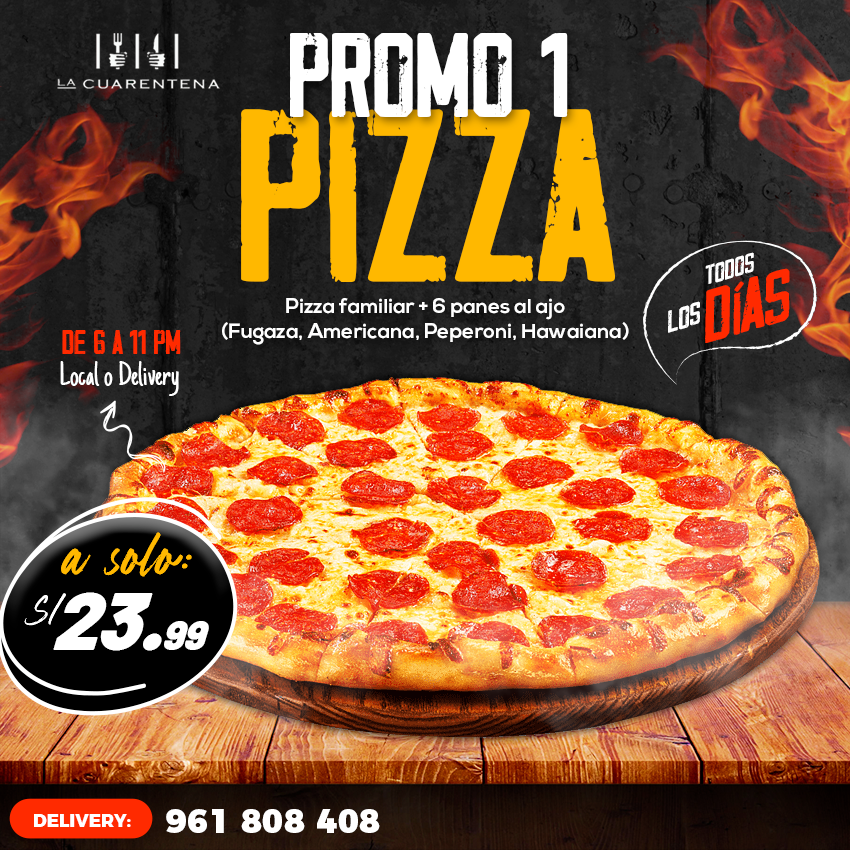 LA CUARENTENA
PROMO 1
PIZZA
Pizza familiar + 6 panes al ajo
(Fugaza, Americana, Peperoni, Hawaiana)
TODOS
LOS DÍAS
DE 6 A 11 PM
Local o Delivery
a solo:
S/23.99
DELIVERY: 961 808 408